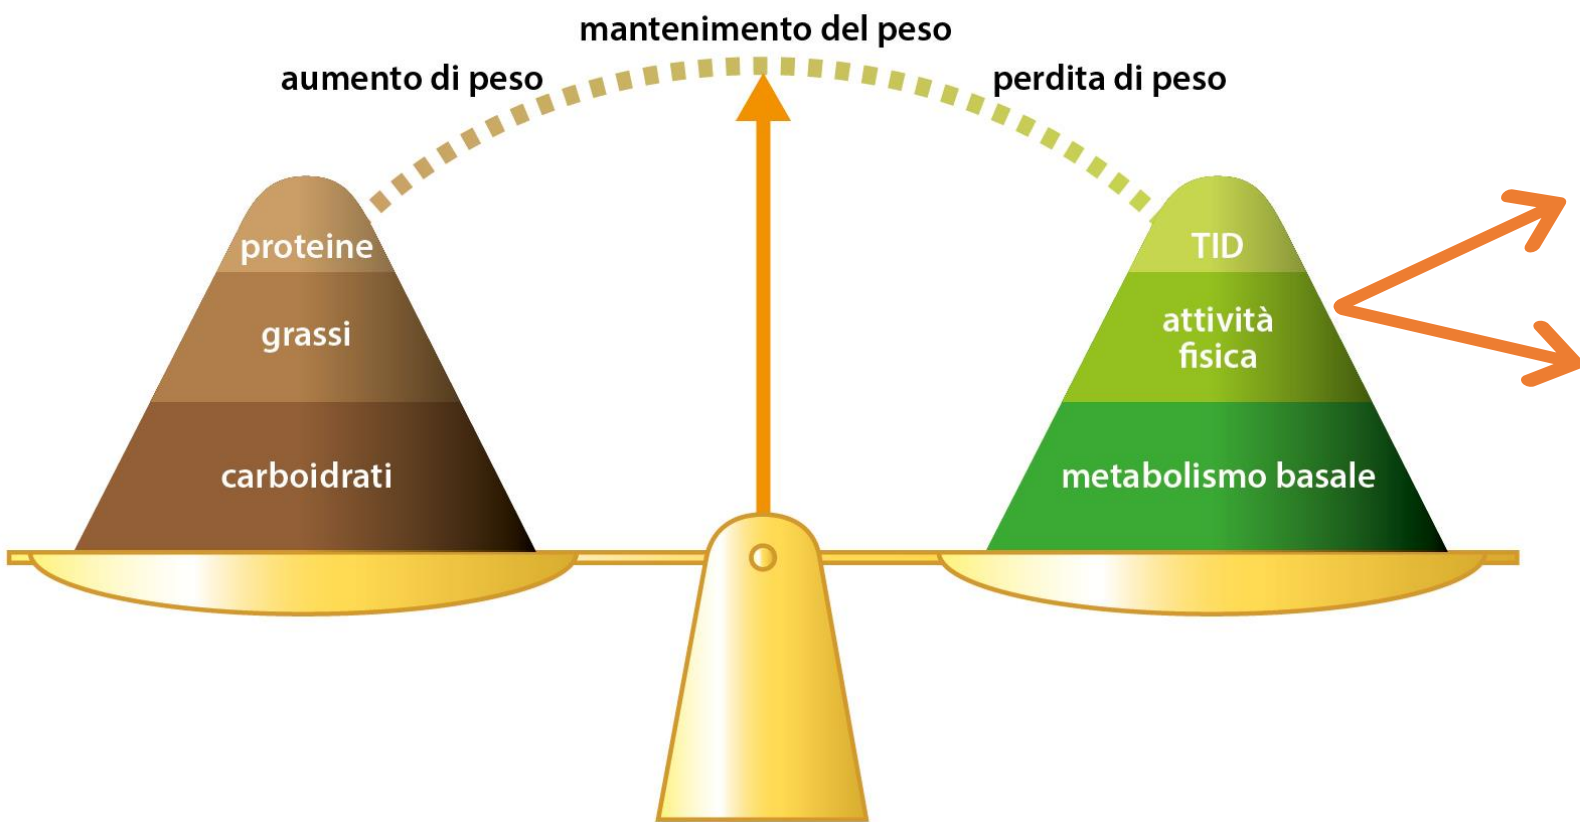 mantenimento del peso
aumento di peso
perdita di peso
proteine
grassi
carboidrati
TID
attività
fisica
metabolismo basale